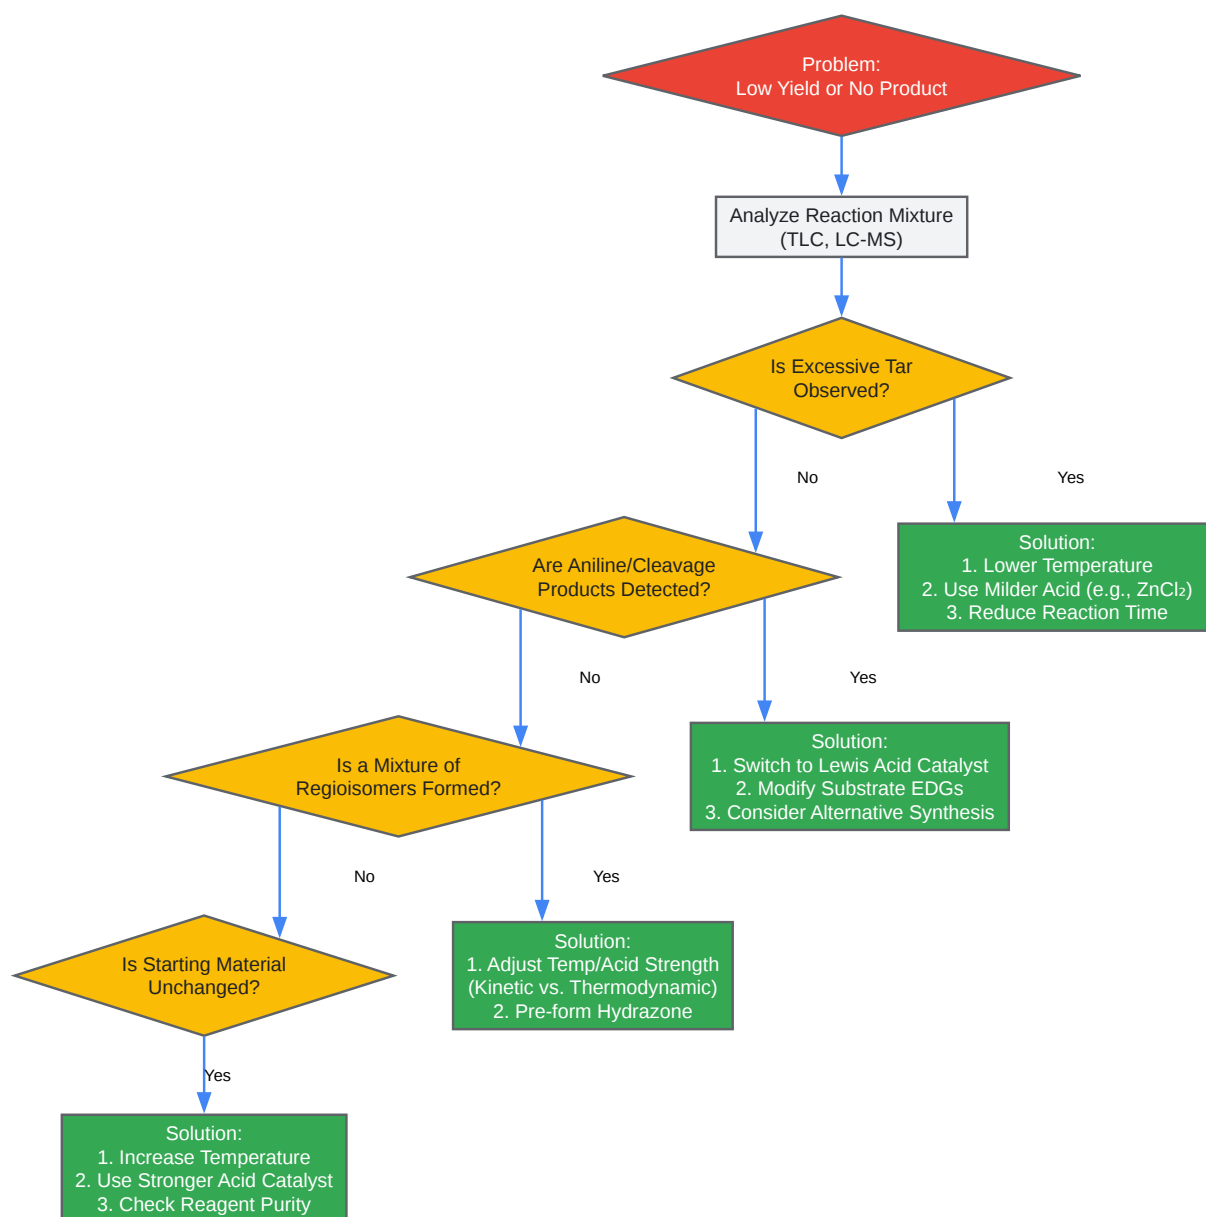 Problem:
Low Yield or No Product
Analyze Reaction Mixture
(TLC, LC-MS)
Is Excessive Tar
Observed?
No
Yes
Solution:
1. Lower Temperature
2. Use Milder Acid (e.g., ZnCl₂)
3. Reduce Reaction Time
Are Aniline/Cleavage
Products Detected?
No
Yes
Solution:
1. Switch to Lewis Acid Catalyst
2. Modify Substrate EDGs
3. Consider Alternative Synthesis
Is a Mixture of
Regioisomers Formed?
No
Yes
Solution:
1. Adjust Temp/Acid Strength
(Kinetic vs. Thermodynamic)
2. Pre-form Hydrazone
Is Starting Material
Unchanged?
Yes
Solution:
1. Increase Temperature
2. Use Stronger Acid Catalyst
3. Check Reagent Purity